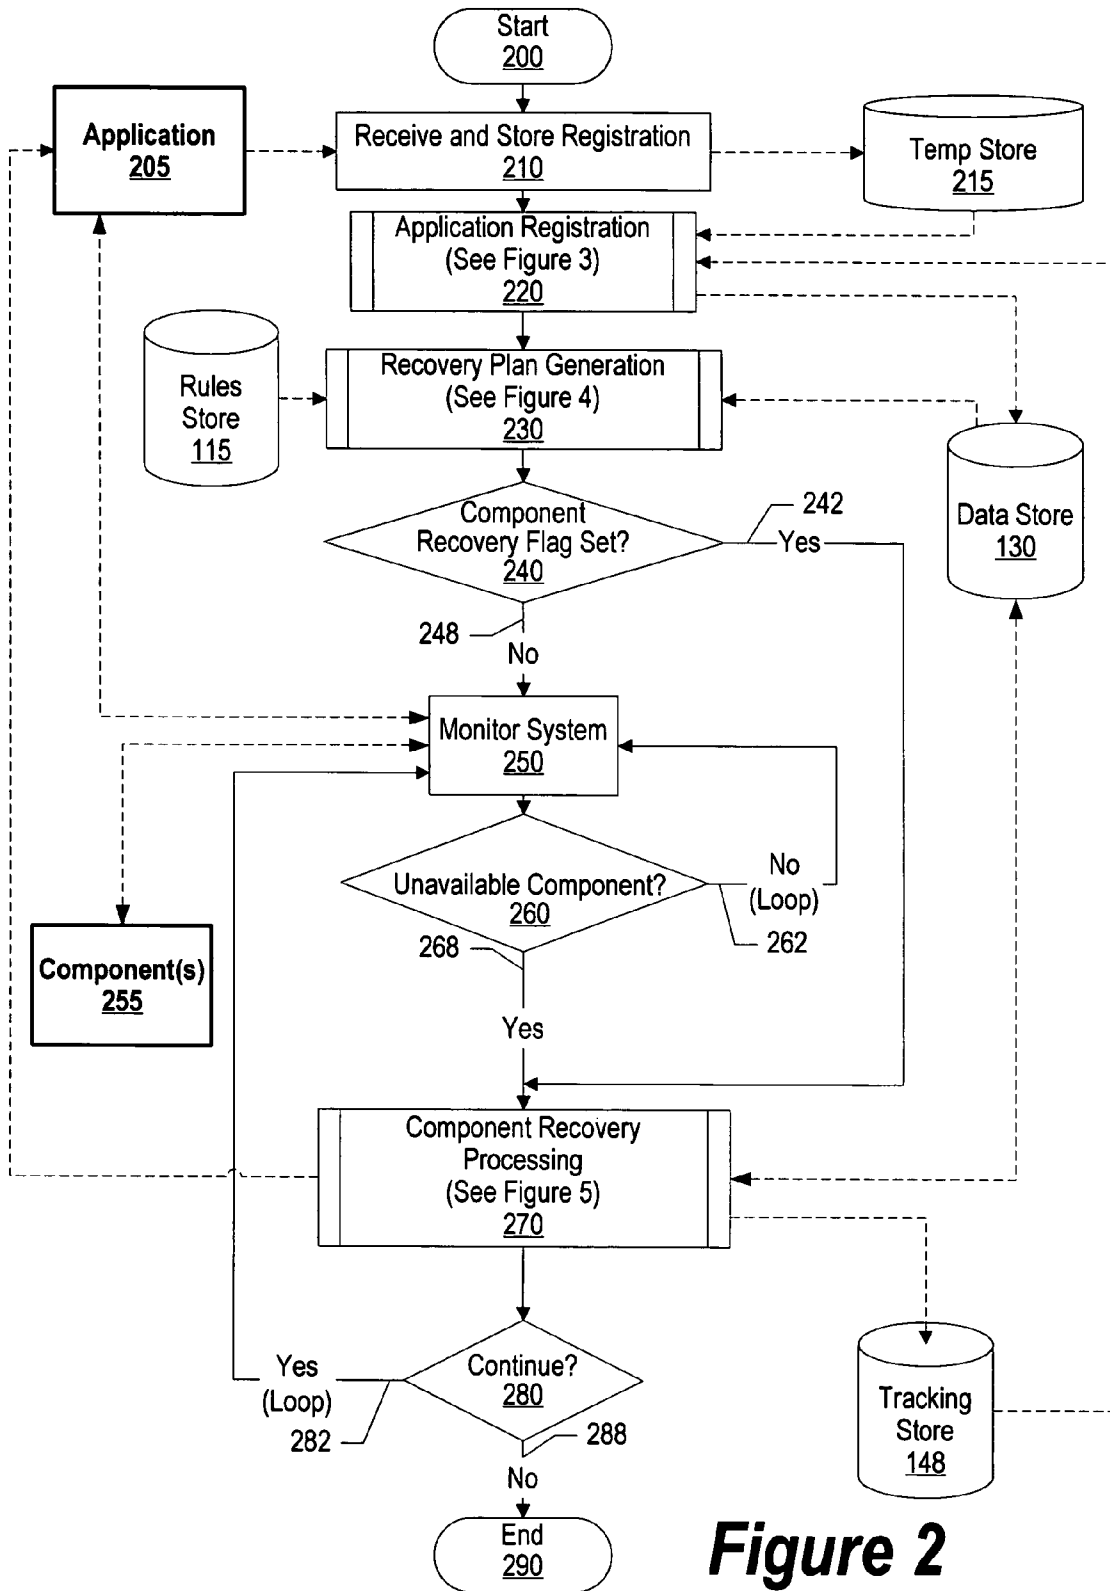 Start
200
Application
205
Receive and Store Registration
210
Temp Store
215
Application Registration
(See Figure 3)
220
Rules
Store
115
Recovery Plan Generation
(See Figure 4)
230
Data Store
130
Component
Recovery Flag Set?
240
242
Yes
248
No
Monitor System
250
Unavailable Component?
260
No
(Loop)
262
268
Yes
Component(s)
255
Component Recovery
Processing
(See Figure 5)
270
Continue?
280
Yes
(Loop)
282
288
No
Tracking
Store
148
End
290
Figure 2